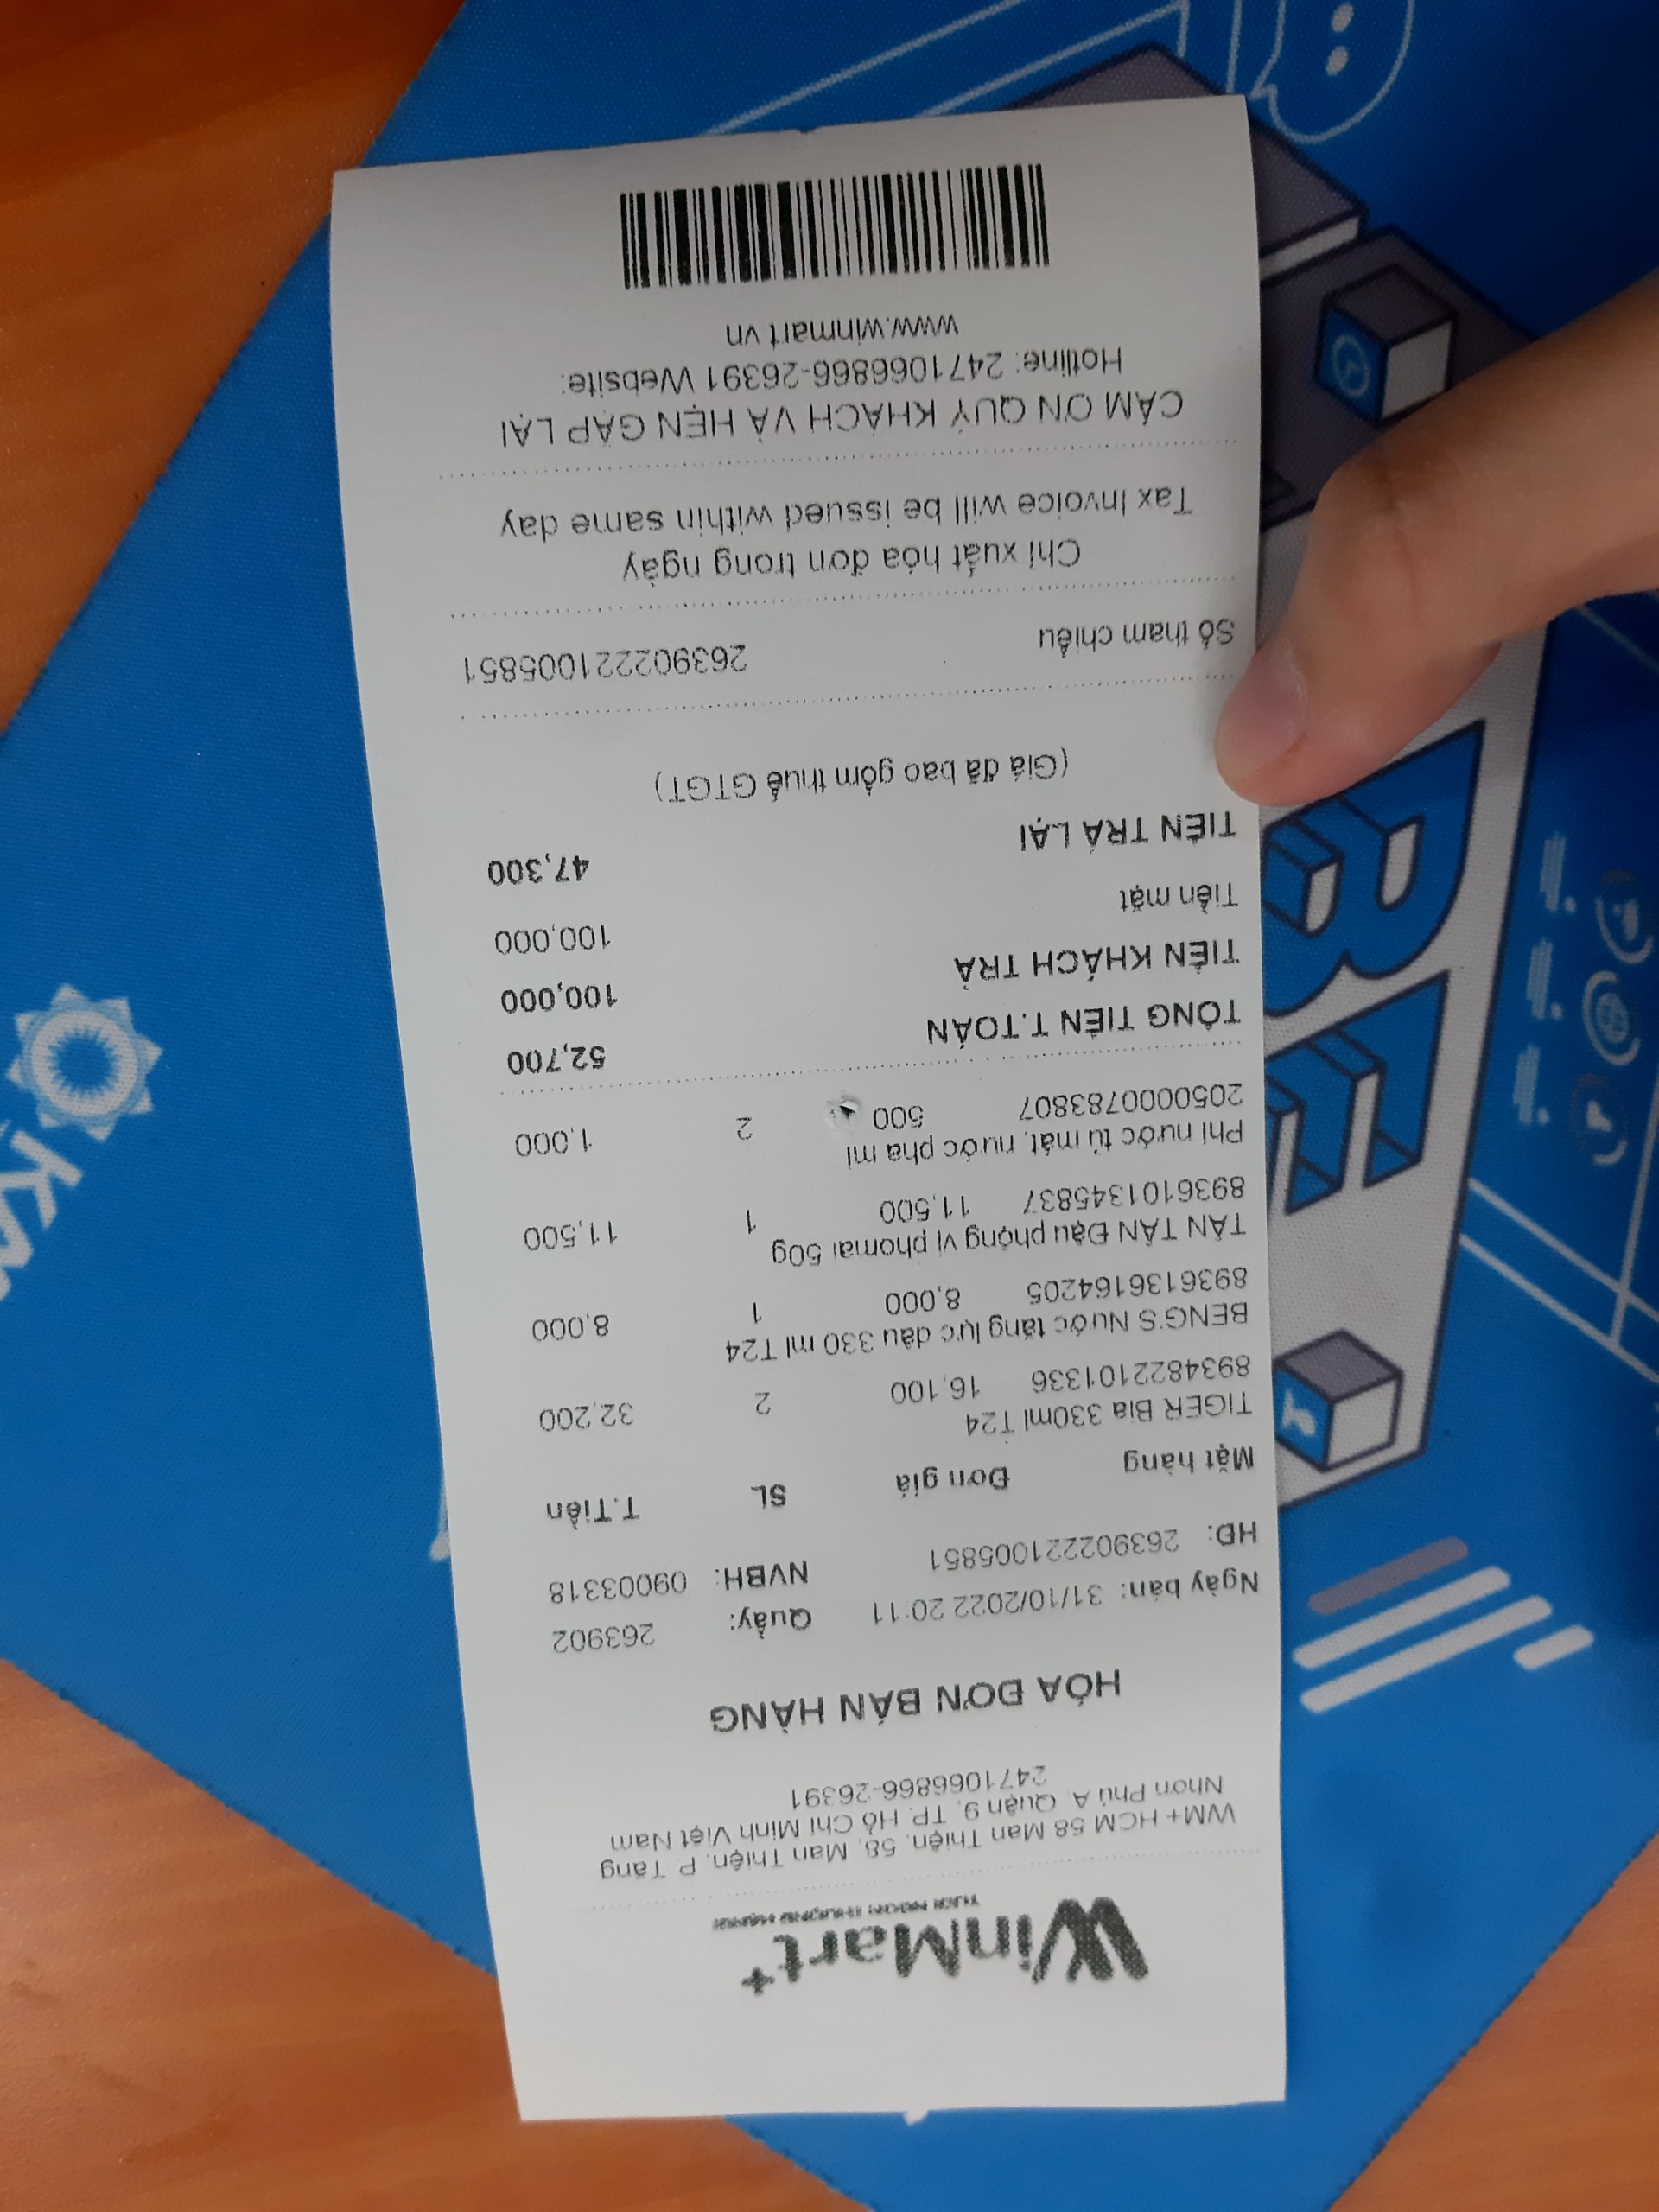 WinMart+
WM+ HCM 58 Man Thiện, 58, Man Thiện, P. Tăng
Nhơn Phú A, Quận 9, TP. Hồ Chí Minh Việt Nam
2471066866-26391
HÓA ĐƠN BÁN HÀNG
Ngày bán: 31/10/2022 20:11 Quầy: 263902
HĐ: 263902221005851 NVBH: 09003318
Mặt hàng Đơn giá SL T.Tiền
TIGER Bia 330ml T24
8934822101336 16,100 2 32,200
BENG'S Nước tăng lực dâu 330 ml T24
8936136164205 8,000 1 8,000
TÂN TÂN Đậu phộng vị phomai 50g
8936101345837 11,500 1 11,500
Phí nước tủ mát, nước pha mì
2050000783807 500 2 1,000
TỔNG TIỀN T.TOÁN 52,700
TIỀN KHÁCH TRẢ 100,000
Tiền mặt 100,000
TIỀN TRẢ LẠI 47,300
(Giá đã bao gồm thuế GTGT)
Số tham chiếu 263902221005851
Chỉ xuất hóa đơn trong ngày
Tax Invoice will be issued within same day
CẢM ƠN QUÝ KHÁCH VÀ HẸN GẶP LẠI
Hotline: 2471066866-26391 Website:
www.winmart.vn